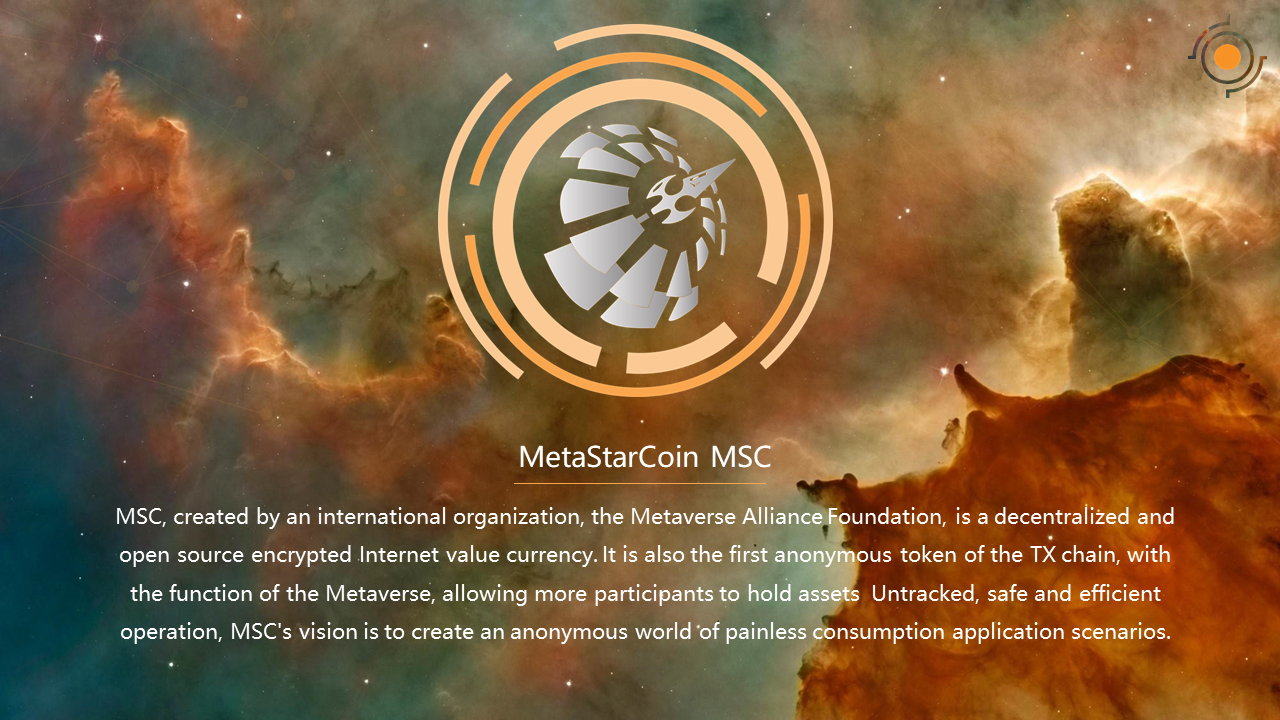 MetaStarCoin MSC
MSC, created by an international organization, the Metaverse Alliance Foundation, is a decentralized and
open source encrypted Internet value currency. It is also the first anonymous token of the TX chain, with
the function of the Metaverse, allowing more participants to hold assets Untracked, safe and efficient
operation, MSC's vision is to create an anonymous world of painless consumption application scenarios.